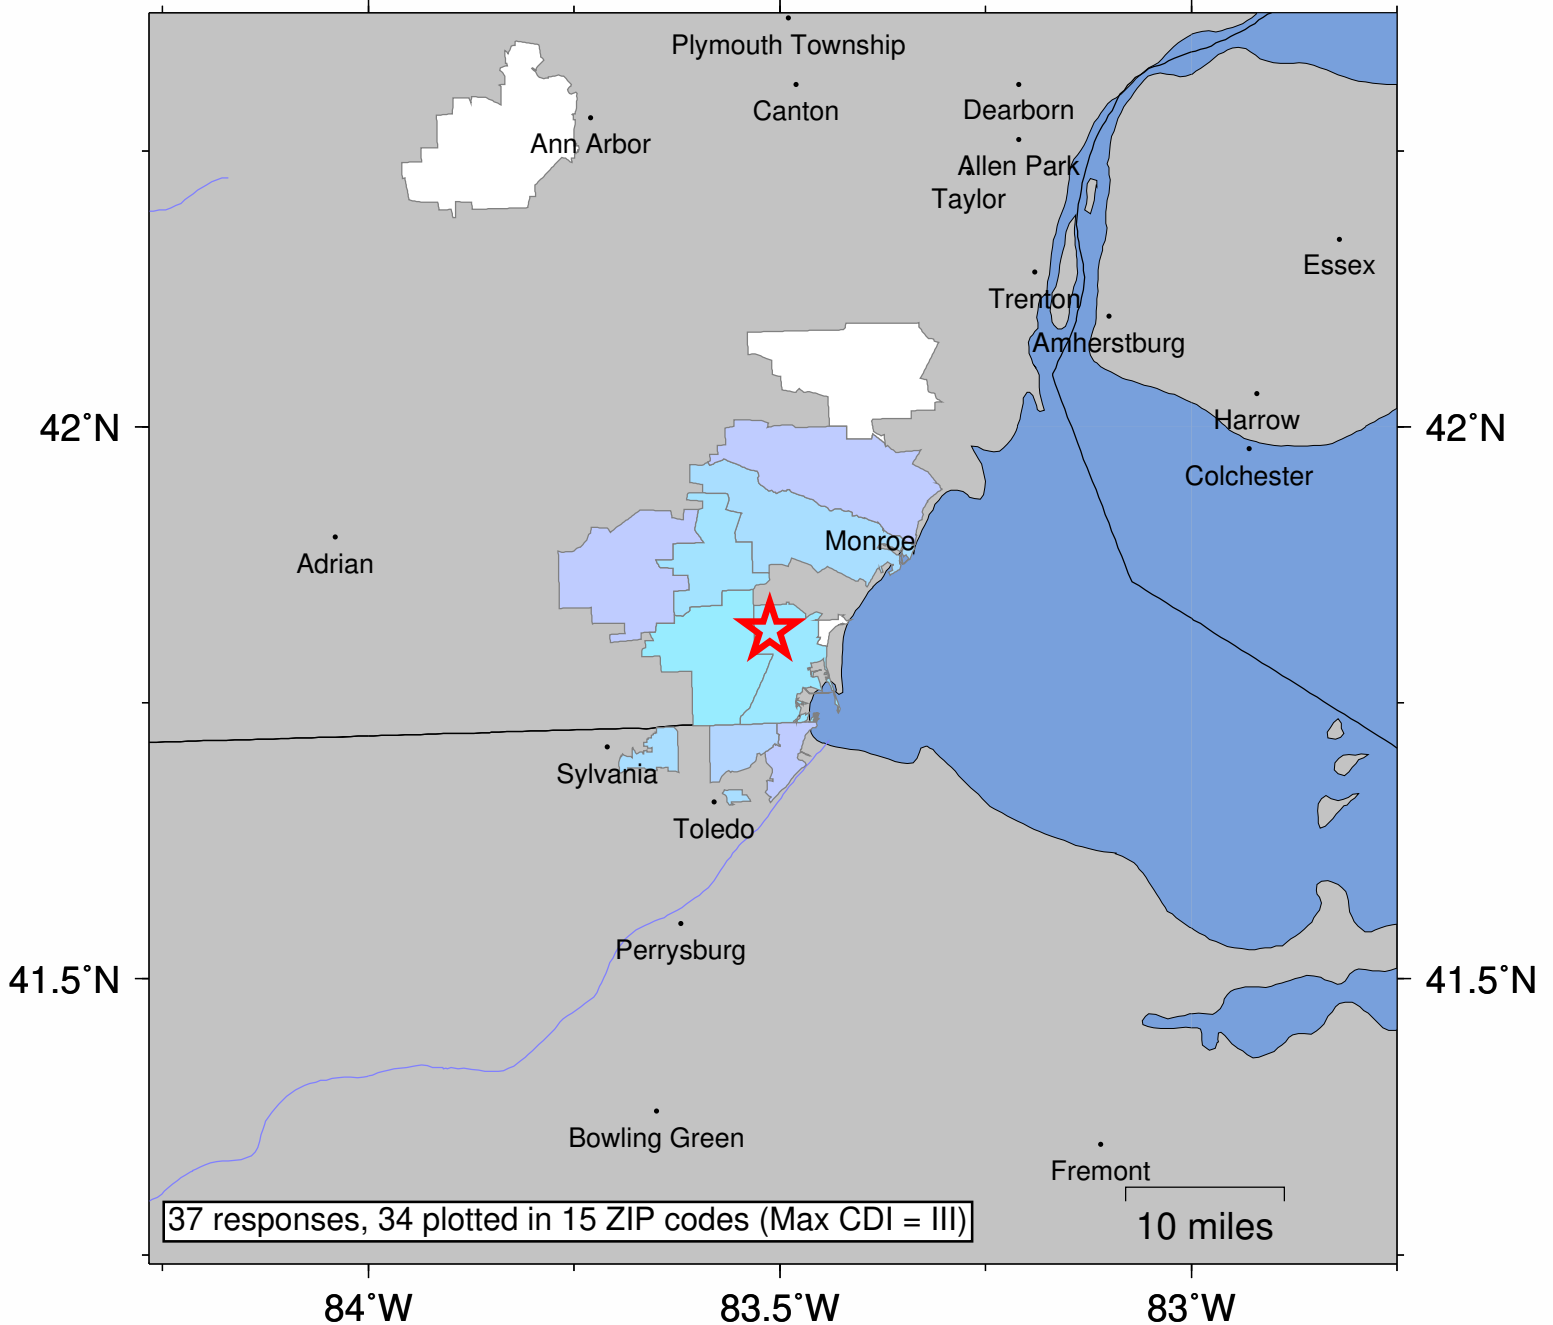 Plymouth Township
Canton
Dearborn
Ann Arbor
Allen Park
Taylor
Essex
Trenton
Amherstburg
42°N
Harrow
42°N
Colchester
Monroe
Adrian
Sylvania
Toledo
Perrysburg
41.5°N
41.5°N
Bowling Green
Fremont
37 responses, 34 plotted in 15 ZIP codes (Max CDI = III)
10 miles
84°W
83.5°W
83°W